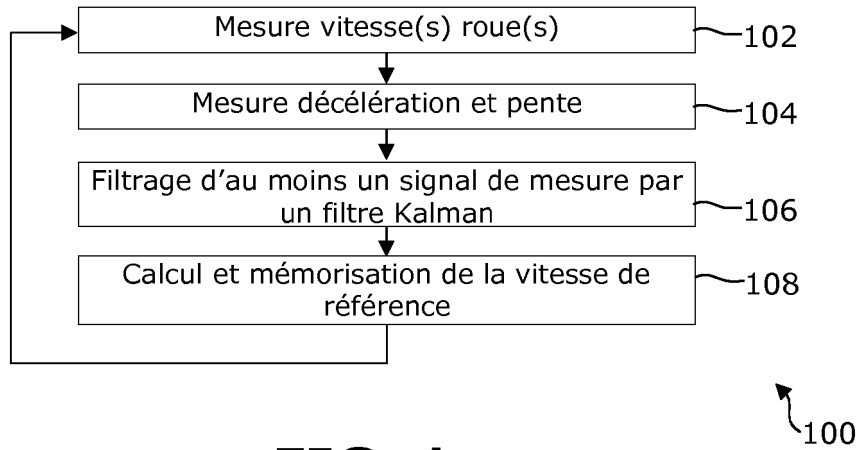 Mesure vitesse(s) roue(s)
102
Mesure décélération et pente
104
Filtrage d'au moins un signal de mesure par
un filtre Kalman
106
Calcul et mémorisation de la vitesse de
référence
108
100